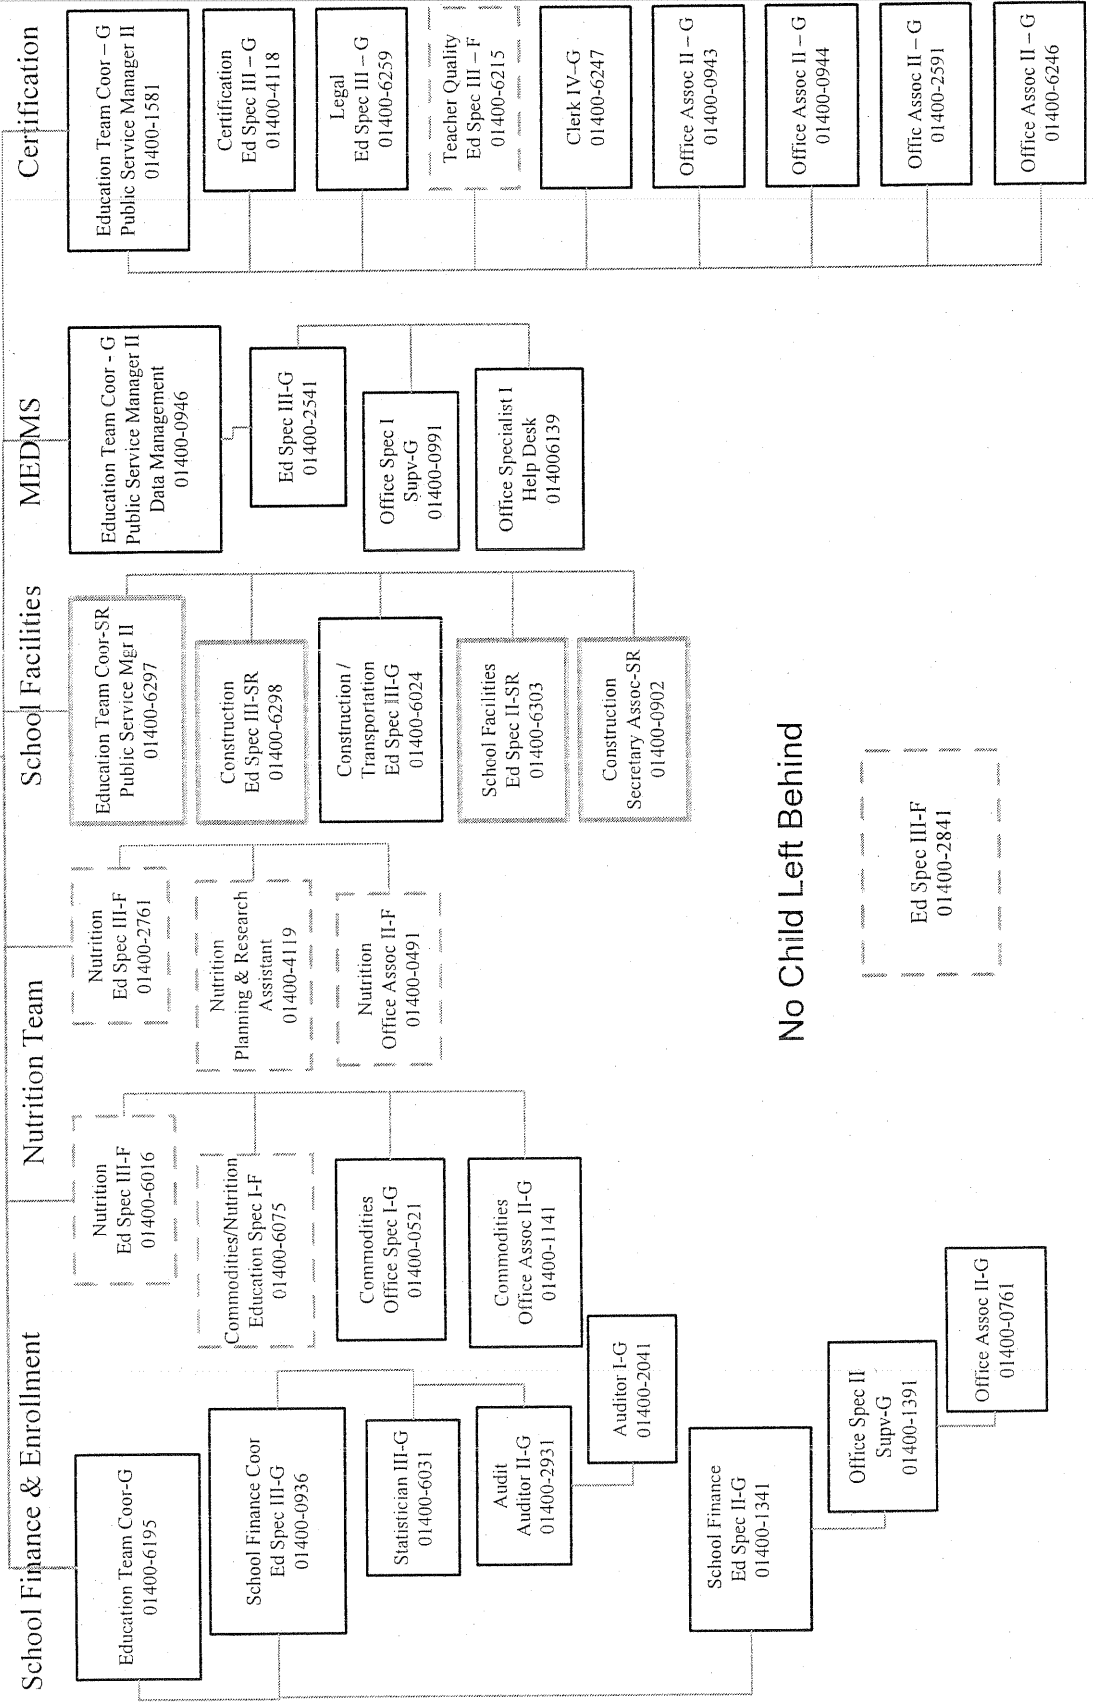 School Finance & Enrollment
Education Team Coor-G
01400-6195
School Finance Coor
Ed Spec III-G
01400-0936
Statistician III-G
01400-6031
Audit
Auditor II-G
01400-2931
Auditor I-G
01400-2041
School Finance
Ed Spec II-G
01400-1341
Office Spec II
Supv-G
01400-1391
Office Assoc II-G
01400-0761
Nutrition Team
Nutrition
Ed Spec III-F
01400-6016
Commodities/Nutrition
Education Spec I-F
01400-6075
Commodities
Office Spec I-G
01400-0521
Commodities
Office Assoc II-G
01400-1141
Nutrition
Ed Spec III-F
01400-2761
Nutrition
Planning & Research
Assistant
01400-4119
Nutrition
Office Assoc II-F
01400-0491
School Facilities
Education Team Coor-SR
Public Service Mgr II
01400-6297
Construction
Ed Spec III-SR
01400-6298
Construction /
Transportation
Ed Spec III-G
01400-6024
School Facilities
Ed Spec II-SR
01400-6303
Construction
Secretary Assoc-SR
01400-0902
No Child Left Behind
Ed Spec III-F
01400-2841
MEDMS
Education Team Coor - G
Public Service Manager II
Data Management
01400-0946
Ed Spec III-G
01400-2541
Office Spec I
Supv-G
01400-0991
Office Specialist I
Help Desk
014006139
Certification
Education Team Coor – G
Public Service Manager II
01400-1581
Certification
Ed Spec III – G
01400-4118
Legal
Ed Spec III – G
01400-6259
Teacher Quality
Ed Spec III – F
01400-6215
Clerk IV–G
01400-6247
Office Assoc II – G
01400-0943
Office Assoc II – G
01400-0944
Offic Assoc II – G
01400-2591
Office Assoc II – G
01400-6246